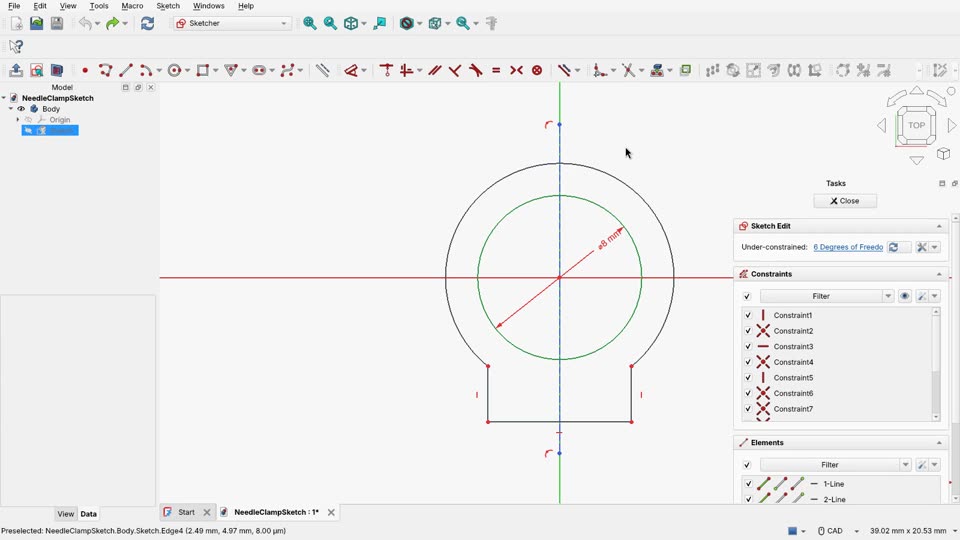 File Edit View Tools Macro Sketch Windows Help
Sketcher
Model
NeedleClampSketch
Body
Origin
TOP
Tasks
Close
Sketch Edit
Under-constrained: 6 Degrees of Freedo
Constraints
Filter
Constraint1
Constraint2
Constraint3
Constraint4
Constraint5
Constraint6
Constraint7
Elements
Filter
1-Line
2-Line
⌀8 mm
View Data
Start NeedleClampSketch : 1*
Preselected: NeedleClampSketch.Body.Sketch.Edge4 (2.49 mm, 4.97 mm, 8.00 µm) CAD 39.02 mm x 20.53 mm